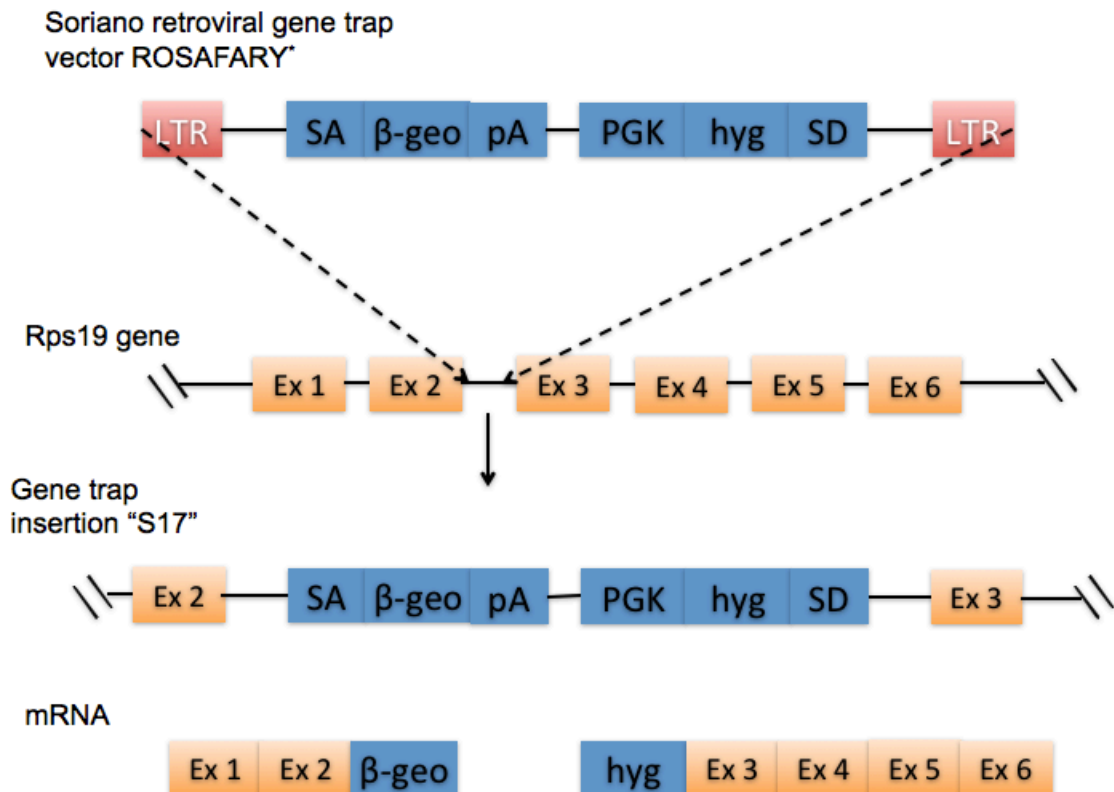 Soriano retroviral gene trap
vector ROSAFARY*
LTR SA β-geo pA PGK hyg SD LTR
Rps19 gene
Ex 1 Ex 2 Ex 3 Ex 4 Ex 5 Ex 6
Gene trap
insertion “S17”
Ex 2 SA β-geo pA PGK hyg SD Ex 3
mRNA
Ex 1 Ex 2 β-geo hyg Ex 3 Ex 4 Ex 5 Ex 6